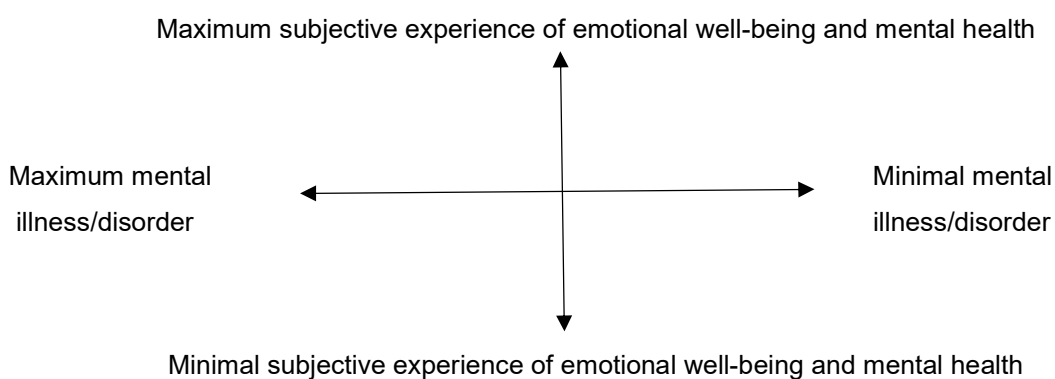 Maximum subjective experience of emotional well-being and mental health
Maximum mental
illness/disorder
Minimal mental
illness/disorder
Minimal subjective experience of emotional well-being and mental health